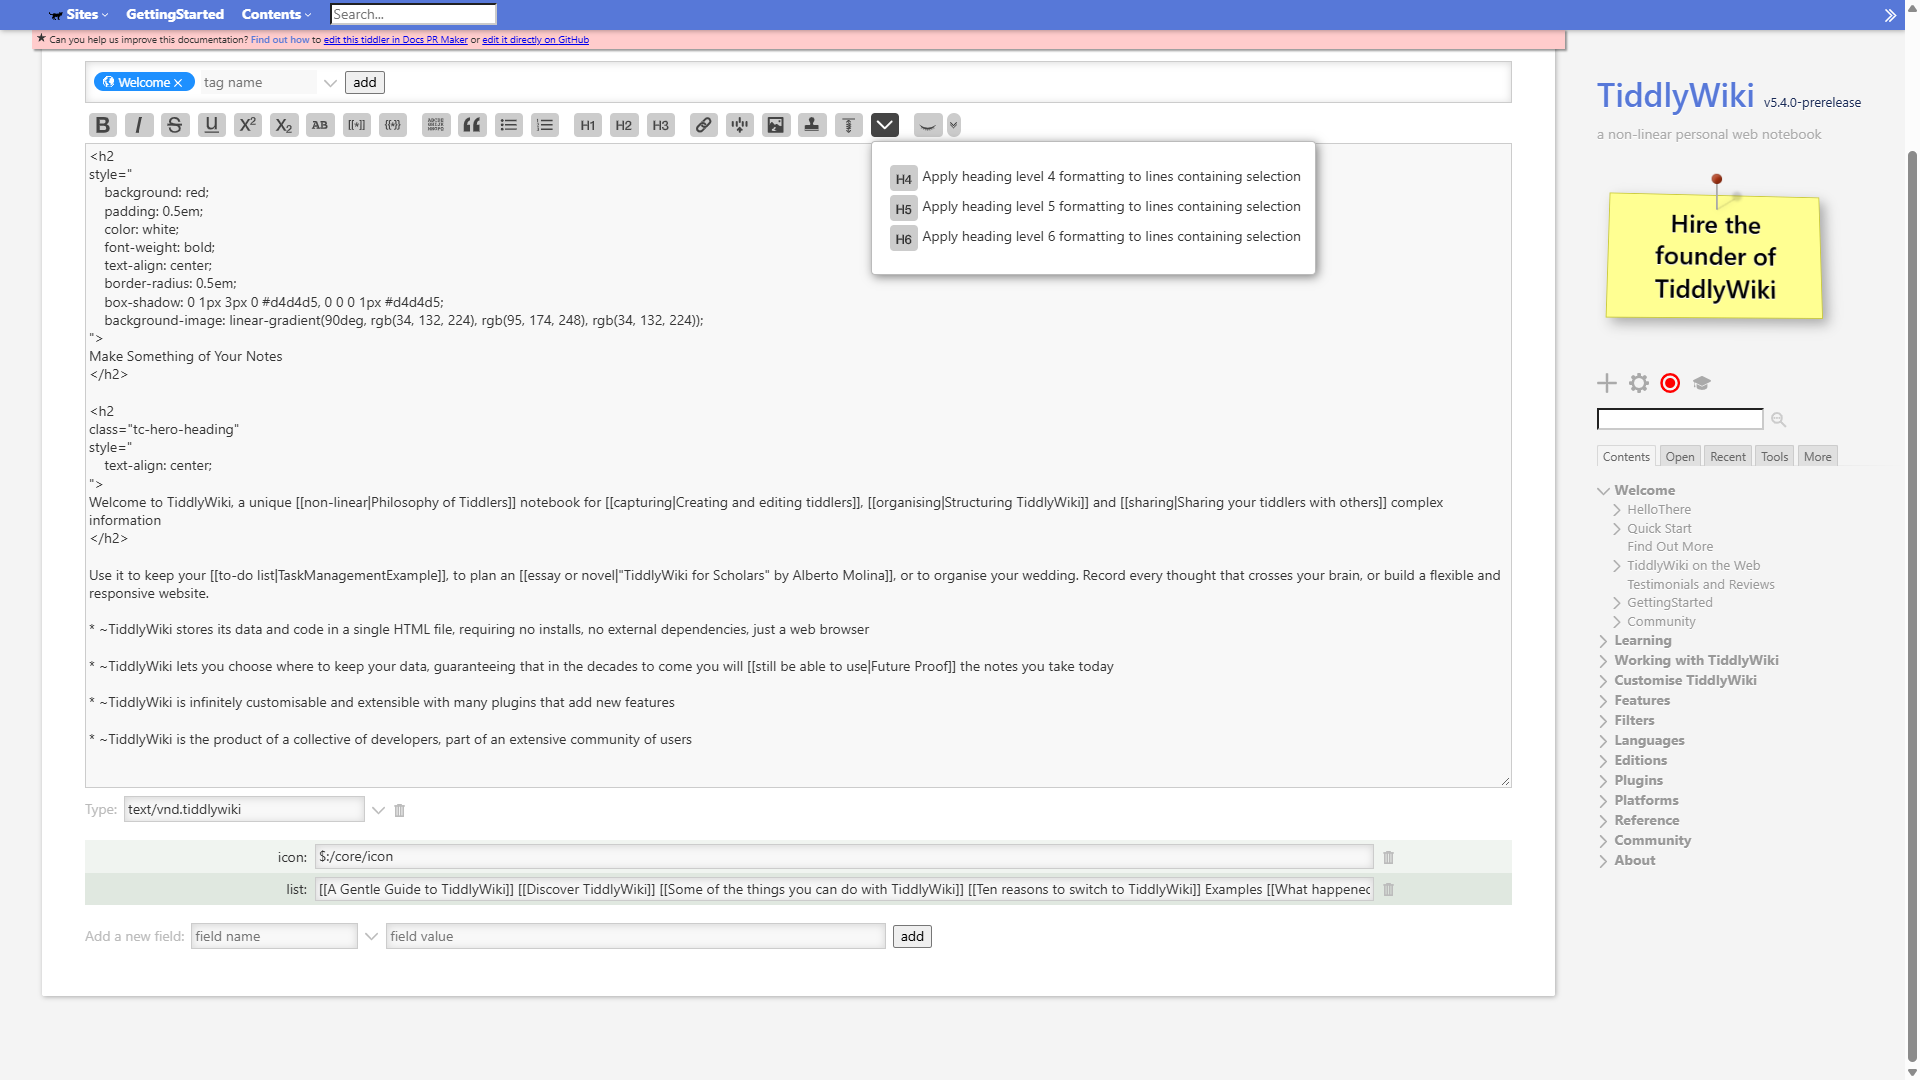 Sites GettingStarted Contents Search...
★ Can you help us improve this documentation? Find out how to edit this tiddler in Docs PR Maker or edit it directly on GitHub
Welcome × tag name add
B I S U X² X₂ AB [[*]] {{*}} H1 H2 H3
H4 Apply heading level 4 formatting to lines containing selection
H5 Apply heading level 5 formatting to lines containing selection
H6 Apply heading level 6 formatting to lines containing selection
<h2
style="
background: red;
padding: 0.5em;
color: white;
font-weight: bold;
text-align: center;
border-radius: 0.5em;
box-shadow: 0 1px 3px 0 #d4d4d5, 0 0 0 1px #d4d4d5;
background-image: linear-gradient(90deg, rgb(34, 132, 224), rgb(95, 174, 248), rgb(34, 132, 224));
">
Make Something of Your Notes
</h2>
<h2
class="tc-hero-heading"
style="
text-align: center;
">
Welcome to TiddlyWiki, a unique [[non-linear|Philosophy of Tiddlers]] notebook for [[capturing|Creating and editing tiddlers]], [[organising|Structuring TiddlyWiki]] and [[sharing|Sharing your tiddlers with others]] complex
information
</h2>
Use it to keep your [[to-do list|TaskManagementExample]], to plan an [[essay or novel|"TiddlyWiki for Scholars" by Alberto Molina]], or to organise your wedding. Record every thought that crosses your brain, or build a flexible and
responsive website.
* ~TiddlyWiki stores its data and code in a single HTML file, requiring no installs, no external dependencies, just a web browser
* ~TiddlyWiki lets you choose where to keep your data, guaranteeing that in the decades to come you will [[still be able to use|Future Proof]] the notes you take today
* ~TiddlyWiki is infinitely customisable and extensible with many plugins that add new features
* ~TiddlyWiki is the product of a collective of developers, part of an extensive community of users
Type: text/vnd.tiddlywiki
icon: $:/core/icon
list: [[A Gentle Guide to TiddlyWiki]] [[Discover TiddlyWiki]] [[Some of the things you can do with TiddlyWiki]] [[Ten reasons to switch to TiddlyWiki]] Examples [[What happened
Add a new field: field name field value add
TiddlyWiki v5.4.0-prerelease
a non-linear personal web notebook
Hire the
founder of
TiddlyWiki
Contents Open Recent Tools More
Welcome
HelloThere
Quick Start
Find Out More
TiddlyWiki on the Web
Testimonials and Reviews
GettingStarted
Community
Learning
Working with TiddlyWiki
Customise TiddlyWiki
Features
Filters
Languages
Editions
Plugins
Platforms
Reference
Community
About